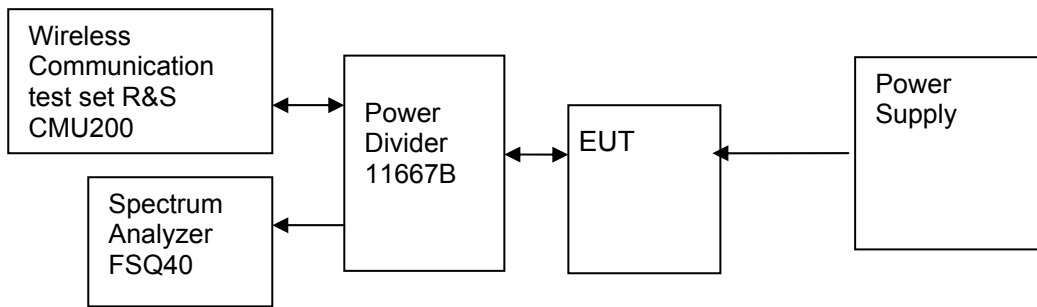 Wireless
Communication
test set R&S
CMU200
Power
Divider
11667B
EUT
Power
Supply
Spectrum
Analyzer
FSQ40